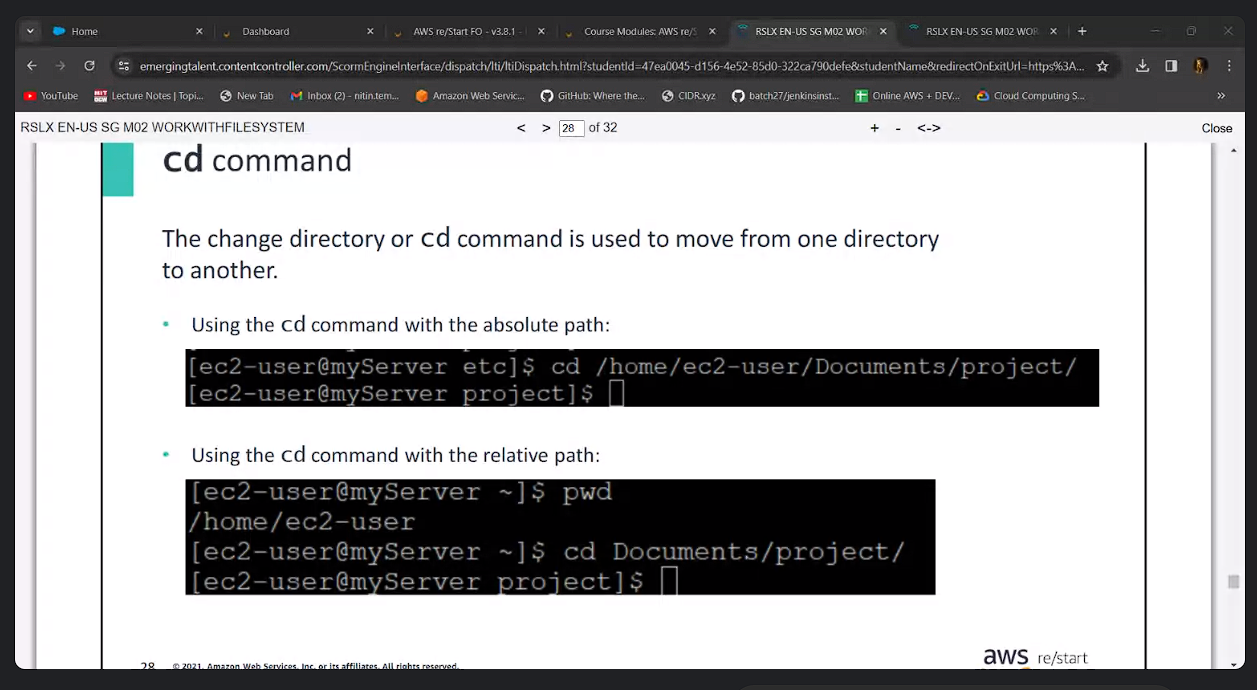 Home
Dashboard
AWS re/Start FO - v3.8.1 -
Course Modules: AWS re/S
RSLX EN-US SG M02 WOR
RSLX EN-US SG M02 WOR
emergingtalent.contentcontroller.com/ScormEngineInterface/dispatch/lti/ltiDispatch.html?studentId=47ea0045-d156-4e52-85d0-322ca790defe&studentName&redirectOnExitUrl=https%3A...
YouTube
MIT OCW Lecture Notes | Topi...
New Tab
Inbox (2) - nitin.tem...
Amazon Web Servic...
GitHub: Where the...
CIDR.xyz
batch27/jenkinsinst...
Online AWS + DEV...
Cloud Computing S...
»
RSLX EN-US SG M02 WORKWITHFILESYSTEM
< > 28 of 32
+ - <->
Close
cd command
The change directory or cd command is used to move from one directory
to another.
• Using the cd command with the absolute path:
[ec2-user@myServer etc]$ cd /home/ec2-user/Documents/project/
[ec2-user@myServer project]$
• Using the cd command with the relative path:
[ec2-user@myServer ~]$ pwd
/home/ec2-user
[ec2-user@myServer ~]$ cd Documents/project/
[ec2-user@myServer project]$
28 © 2021, Amazon Web Services, Inc. or its affiliates. All rights reserved.
aws re/start